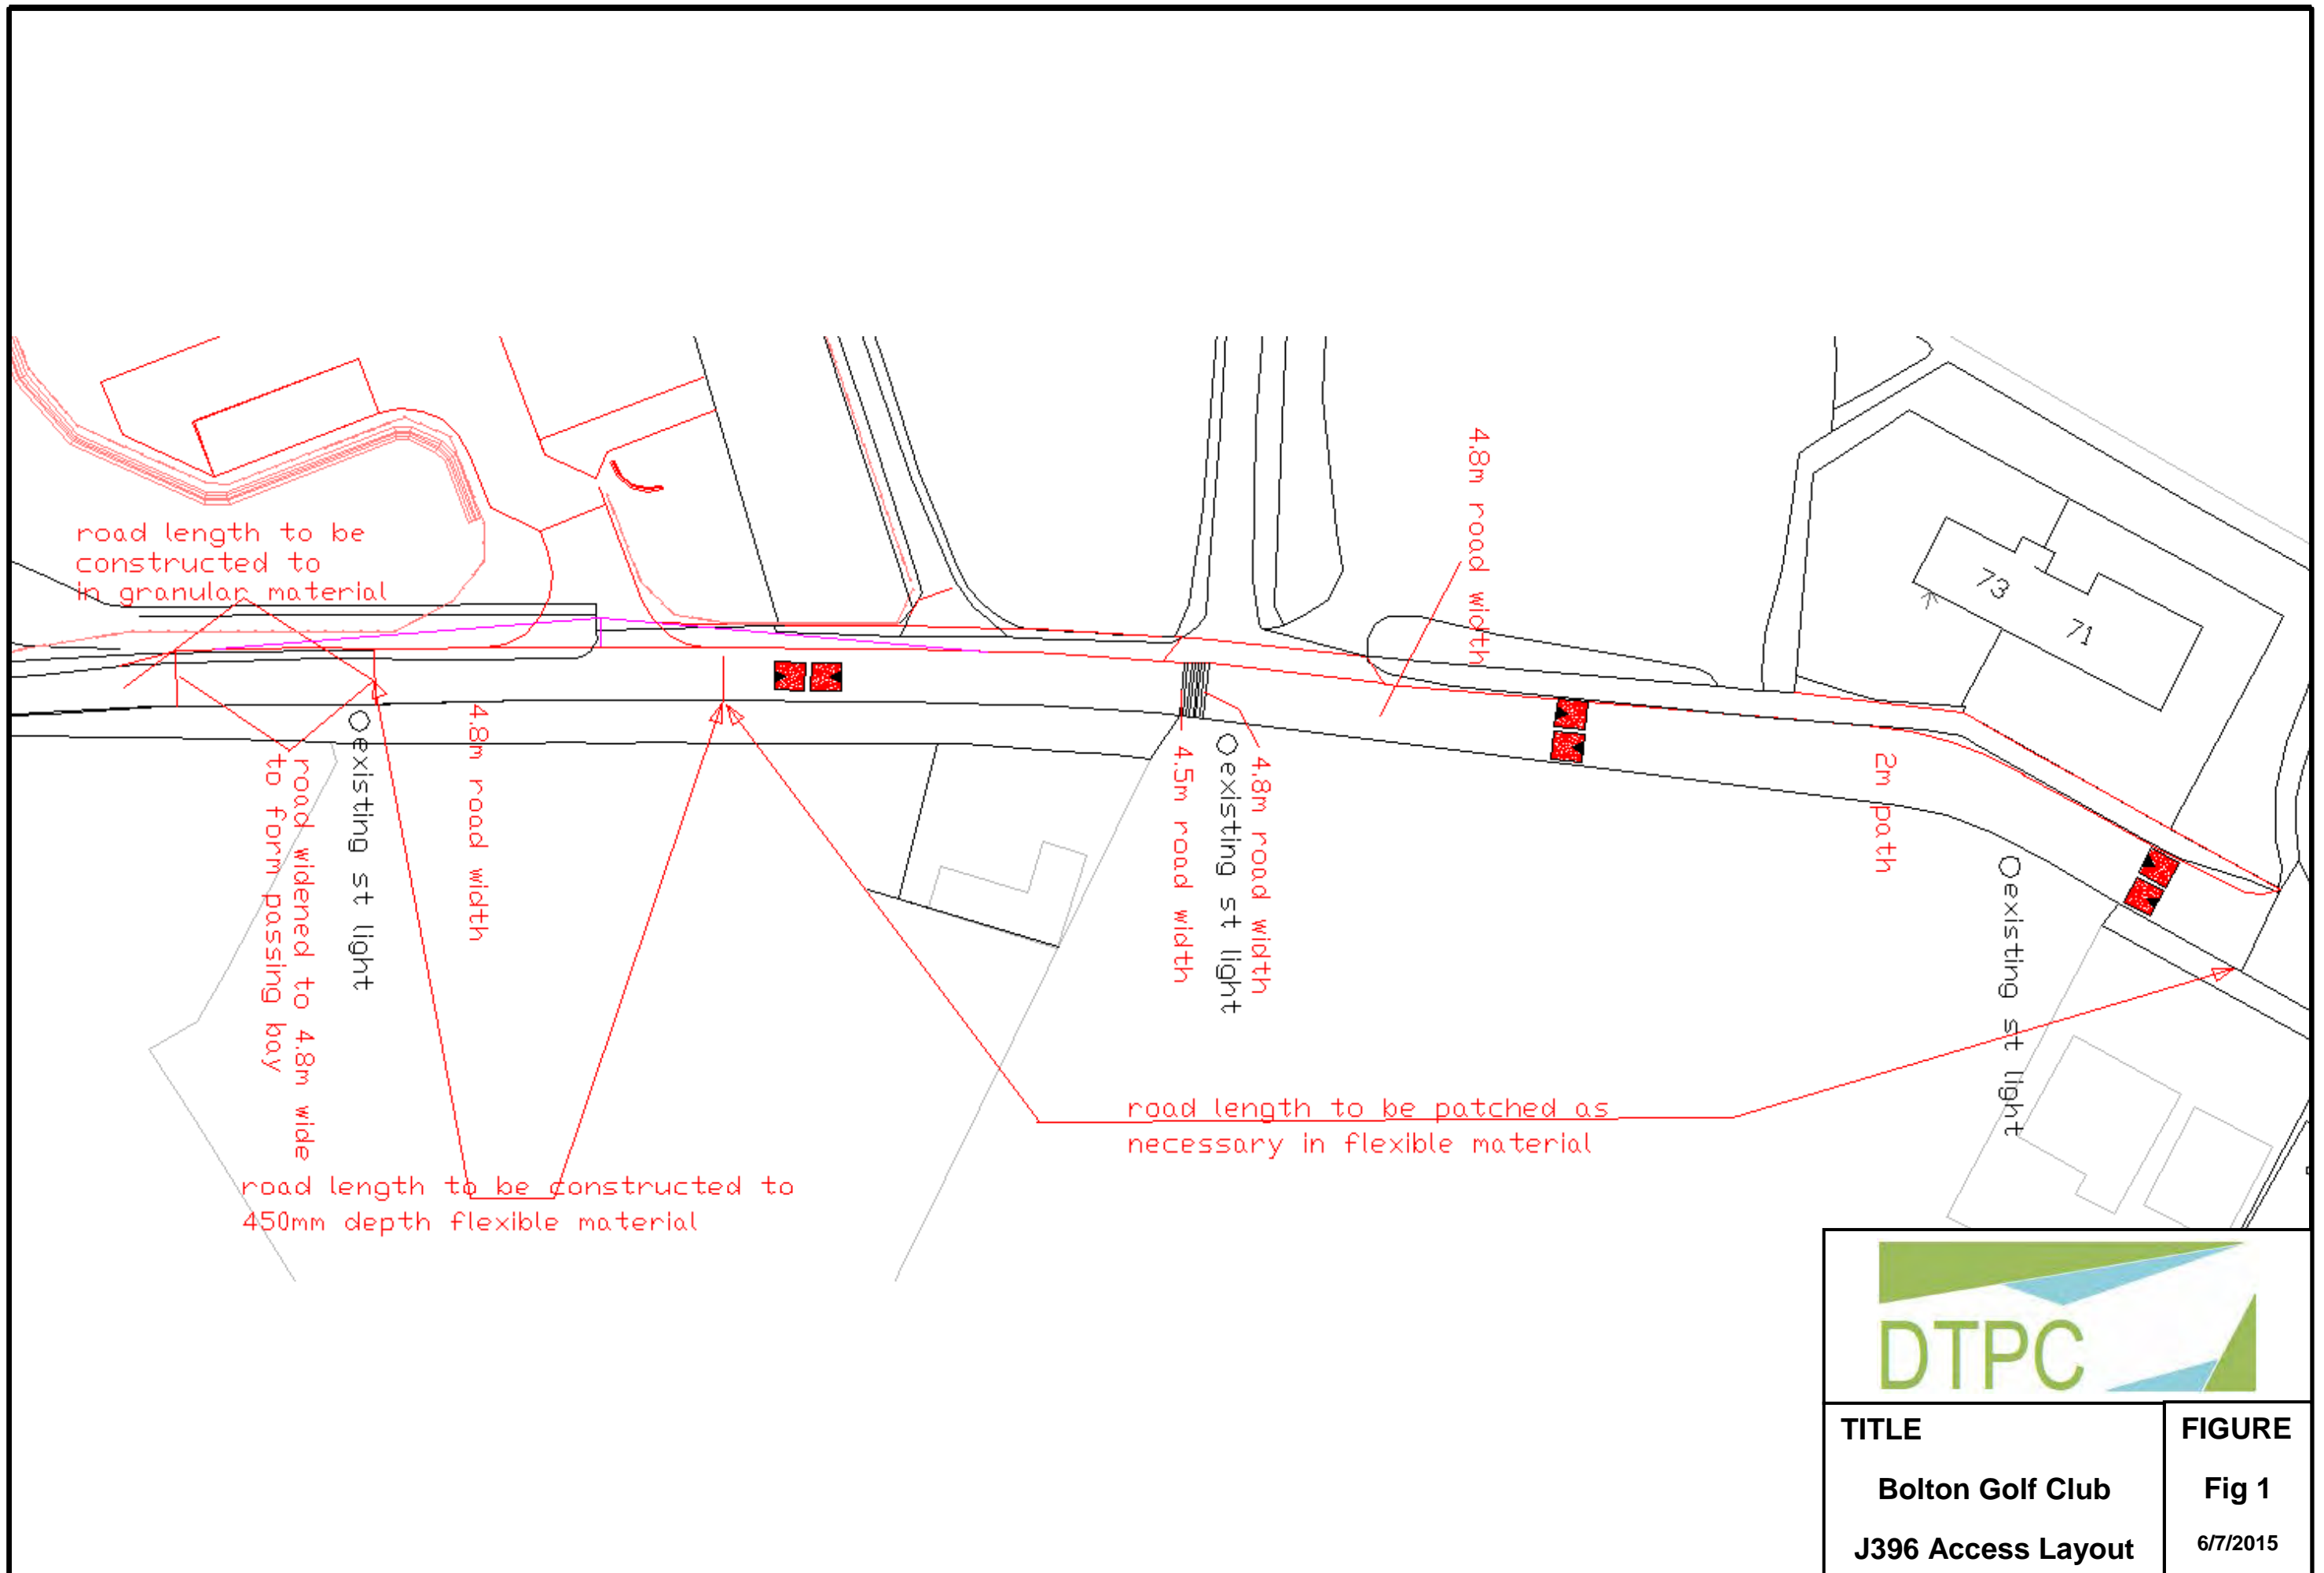 road length to be
constructed to
in granular material
4.8m road width
73
71
road widened to 4.8m wide
to form passing bay
existing st light
4.8m road width
4.5m road width
existing st light
4.8m road width
2m path
existing st light
road length to be patched as
necessary in flexible material
road length to be constructed to
450mm depth flexible material
DTPC
TITLE
Bolton Golf Club
J396 Access Layout
FIGURE
Fig 1
6/7/2015